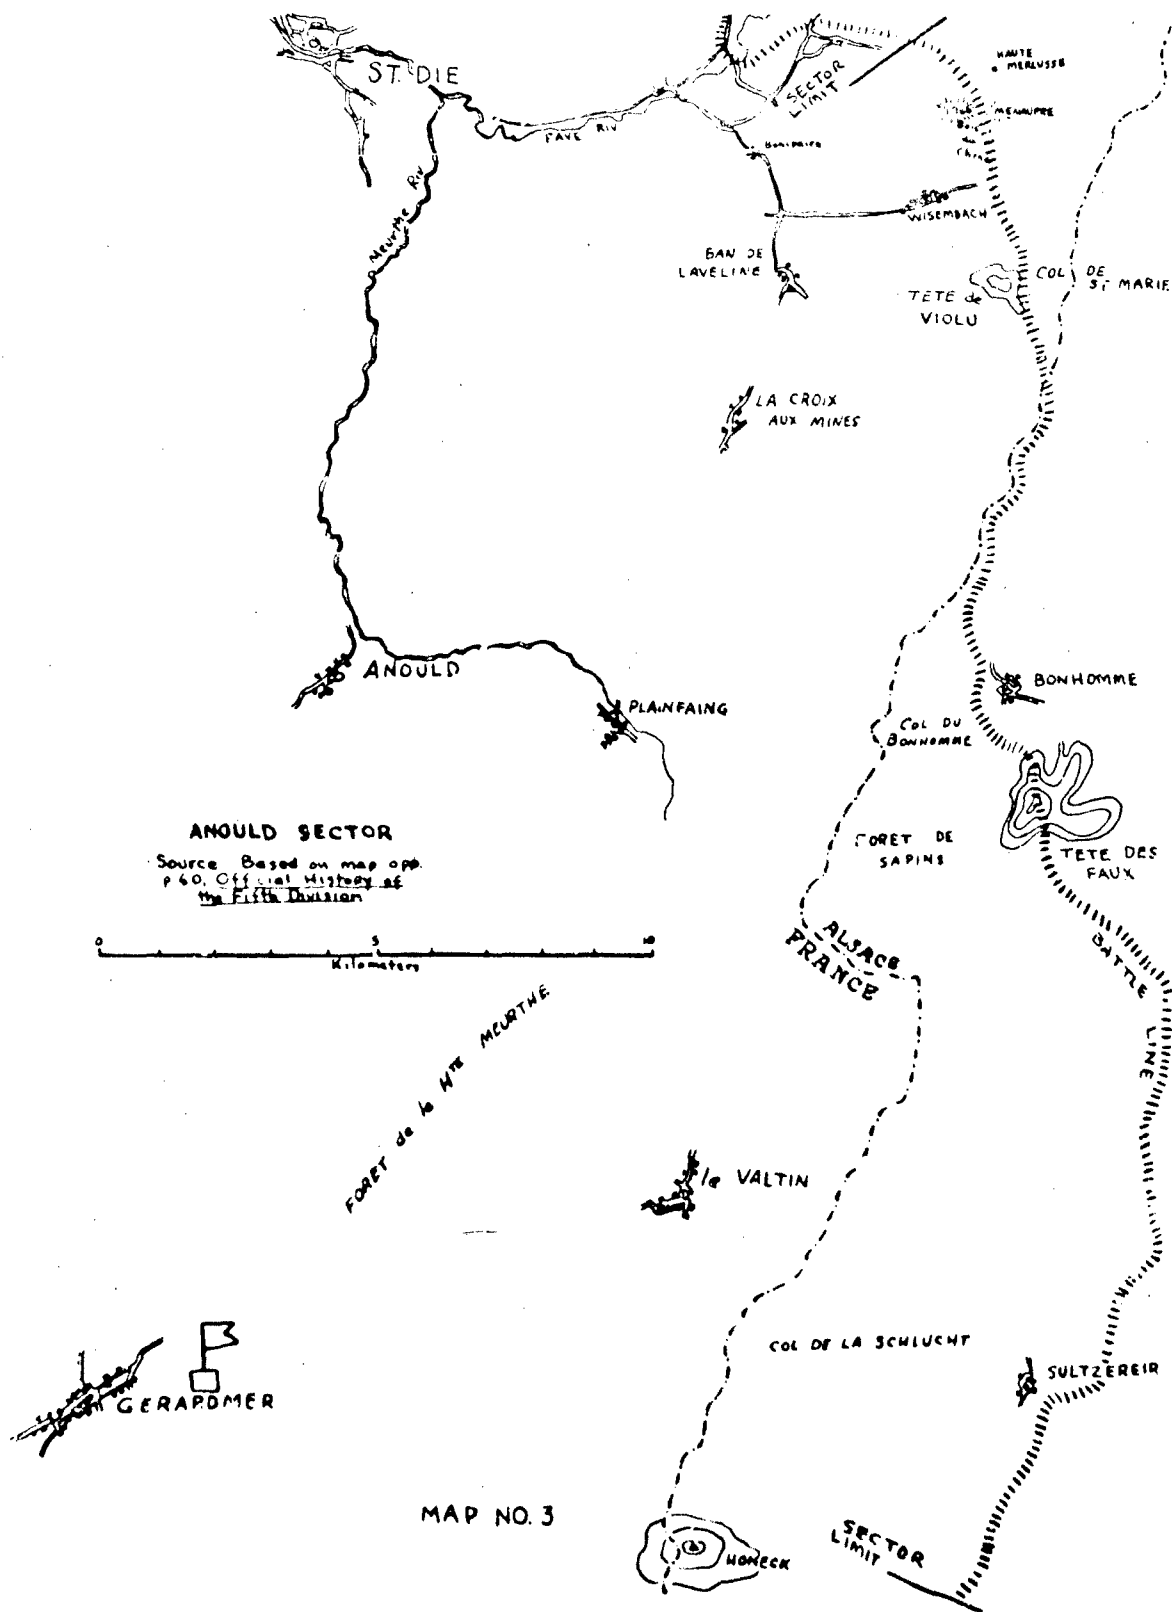 ST. DIE
FAVE RIV
Meurthe Riv
SECTOR
LIMIT
HAUTE
MERLUSSE
MENAUPRE
Bonipaire
WISEMBACH
BAN DE
LAVELINE
COL DE
ST MARIE
TETE de
VIOLU
LA CROIX
AUX MINES
ANOULD
PLAINFAING
BONHOMME
COL DU
BONHOMME
ANOULD SECTOR
Source Based on map opp.
p 60, Official History of
the Fifth Division
0 5 10
Kilometers
FORET DE
SAPINS
TETE DES
FAUX
ALSACE
FRANCE
BATTLE
LINE
FORET de la HTE MEURTHE
le VALTIN
COL DE LA SCHLUCHT
SULTZEREIR
GERARDMER
MAP NO. 3
HONECK
SECTOR
LIMIT